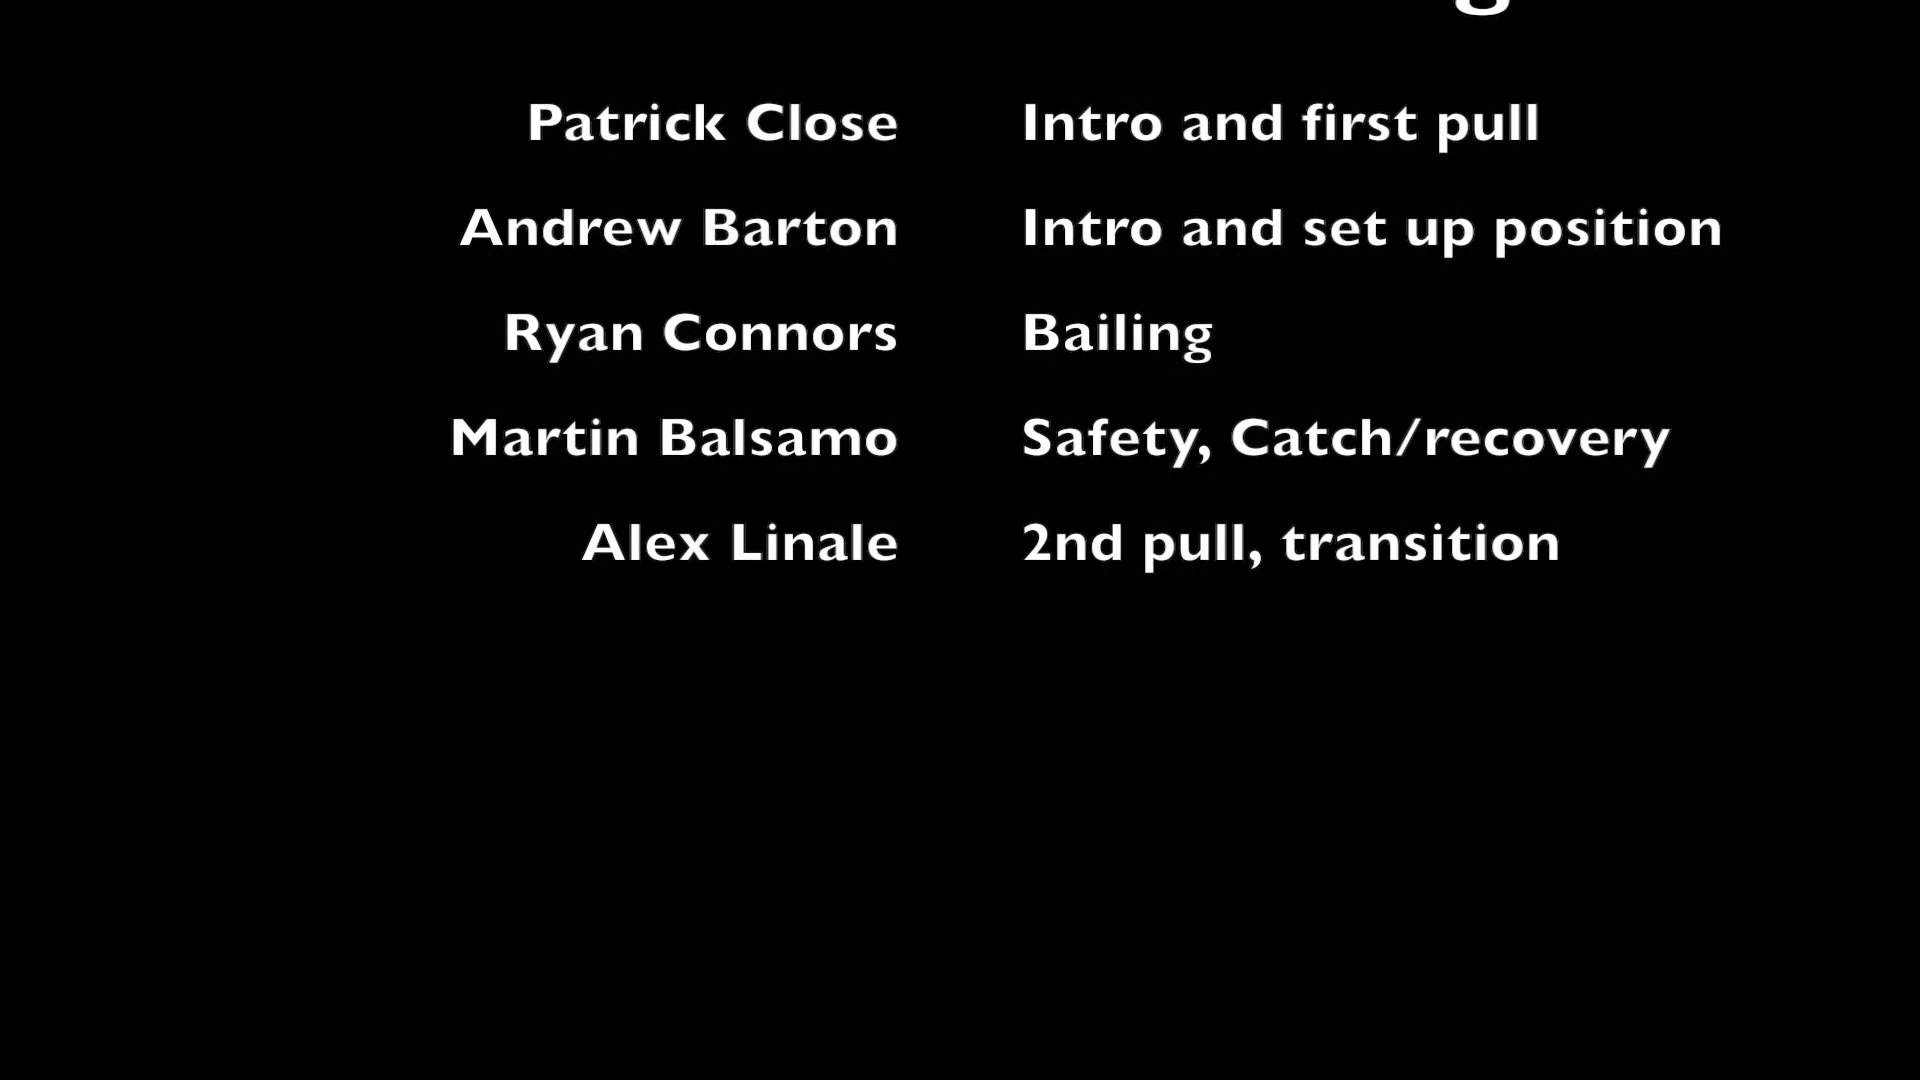 Patrick Close Intro and first pull
Andrew Barton Intro and set up position
Ryan Connors Bailing
Martin Balsamo Safety, Catch/recovery
Alex Linale 2nd pull, transition